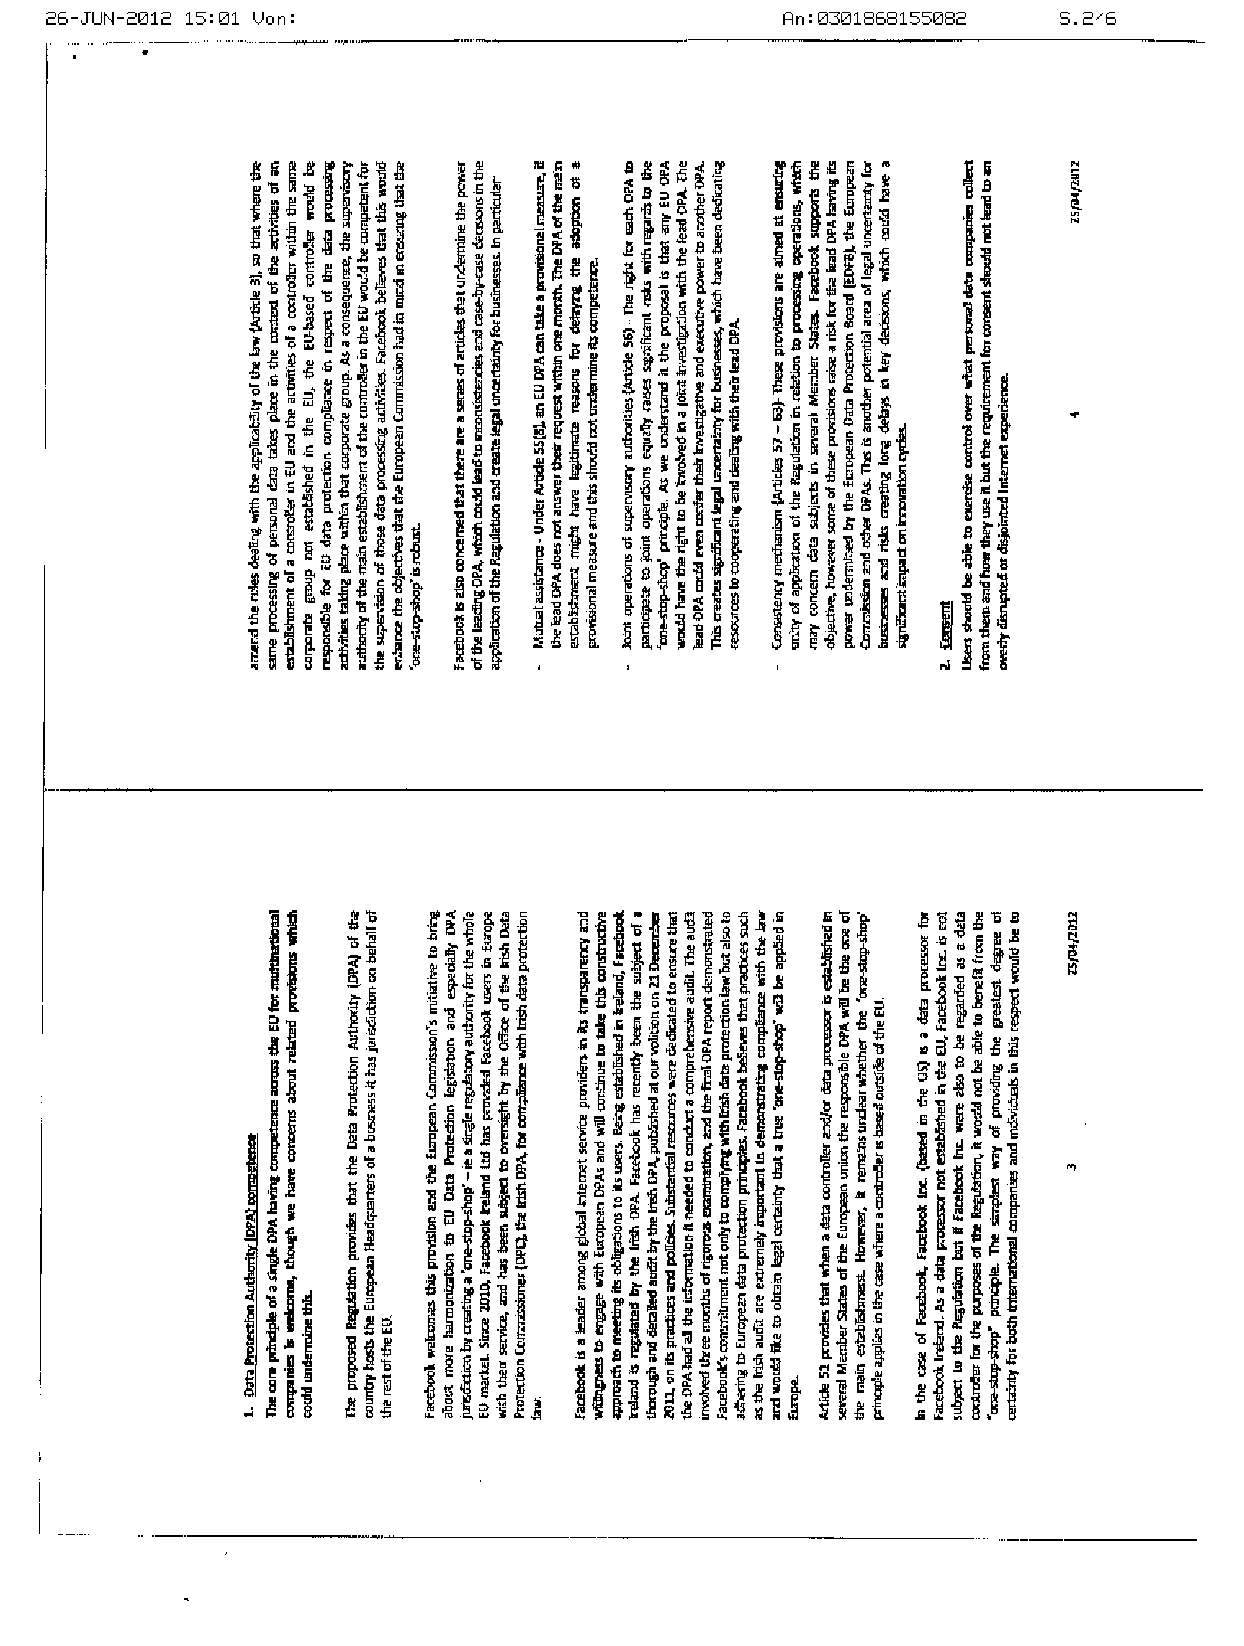 26-JUN-2012 15:01 Von:
An:0301868155082
S.2/6
1. Data Protection Authority (DPA) competence
The core principle of a single DPA having competence across the EU for multinational
companies is welcome, though we have concerns about related provisions which
could undermine this.
The proposed Regulation provides that the Data Protection Authority (DPA) of the
country hosts the European Headquarters of a business it has jurisdiction on behalf of
the rest of the EU.
Facebook welcomes this provision and the European Commission's initiative to bring
about more harmonization to EU Data Protection legislation and especially DPA
jurisdiction by creating a 'one-stop-shop' – ie a single regulatory authority for the whole
EU market. Since 2010, Facebook Ireland Ltd has provided Facebook users in Europe
with their service, and has been subject to oversight by the Office of the Irish Data
Protection Commissioner (DPC), the Irish DPA, for compliance with Irish data protection
law.
Facebook is a leader among global internet service providers in its transparency and
willingness to engage with European DPAs and will continue to take this constructive
approach to meeting its obligations to its users. Being established in Ireland, Facebook
Ireland is regulated by the Irish DPA. Facebook has recently been the subject of a
thorough and detailed audit by the Irish DPA, published at our volition on 21 December
2011, on its practices and policies. Substantial resources were dedicated to ensure that
the DPA had all the information it needed to conduct a comprehensive audit. The audit
involved three months of rigorous examination, and the final DPA report demonstrated
Facebook's commitment not only to complying with Irish data protection law but also to
adhering to European data protection principles. Facebook believes that practices such
as the Irish audit are extremely important in demonstrating compliance with the law
and would like to obtain legal certainty that a true 'one-stop-shop' will be applied in
Europe.
Article 51 provides that when a data controller and/or data processor is established in
several Member States of the European union the responsible DPA will be the one of
the main establishment. However, it remains unclear whether the 'one-stop-shop'
principle applies in the case where a controller is based outside of the EU.
In the case of Facebook, Facebook Inc. (based in the US) is a data processor for
Facebook Ireland. As a data processor not established in the EU, Facebook Inc. is not
subject to the Regulation but if Facebook Inc. were also to be regarded as a data
controller for the purposes of the Regulation, it would not be able to benefit from the
"one-stop-shop" principle. The simplest way of providing the greatest degree of
certainty for both international companies and individuals in this respect would be to
3
25/04/2012
amend the rules dealing with the applicability of the law (Article 3), so that where the
same processing of personal data takes place in the context of the activities of an
establishment of a controller in EU and the activities of a controller within the same
corporate group not established in the EU, the EU-based controller would be
responsible for EU data protection compliance in respect of the data processing
activities taking place within that corporate group. As a consequence, the supervisory
authority of the main establishment of the controller in the EU would be competent for
the supervision of those data processing activities. Facebook believes that this would
enhance the objectives that the European Commission had in mind in ensuring that the
'one-stop-shop' is robust.
Facebook is also concerned that there are a series of articles that undermine the power
of the leading DPA, which could lead to inconsistencies and case-by-case decisions in the
application of the Regulation and create legal uncertainty for businesses. In particular:
- Mutual assistance - Under Article 55(8), an EU DPA can take a provisional measure, if
the lead DPA does not answer their request within one month. The DPA of the main
establishment might have legitimate reasons for delaying the adoption of a
provisional measure and this should not undermine its competence.
- Joint operations of supervisory authorities (Article 56) - The right for each DPA to
participate to joint operations equally raises significant risks with regards to the
'one-stop-shop' principle. As we understand it the proposal is that any EU DPA
would have the right to be involved in a joint investigation with the lead DPA. The
lead DPA could even confer their investigative and executive power to another DPA.
This creates significant legal uncertainty for businesses, which have been dedicating
resources to cooperating and dealing with their lead DPA.
- Consistency mechanism (Articles 57 – 63)- These provisions are aimed at ensuring
unity of application of the Regulation in relation to processing operations, which
may concern data subjects in several Member States. Facebook supports the
objective, however some of these provisions raise a risk for the lead DPA having its
power undermined by the European Data Protection Board (EDPB), the European
Commission and other DPAs. This is another potential area of legal uncertainty for
businesses and risks creating long delays in key decisions, which could have a
significant impact on innovation cycles.
2. Consent
Users should be able to exercise control over what personal data companies collect
from them and how they use it but the requirement for consent should not lead to an
overly disrupted or disjointed Internet experience.
4
25/04/2012